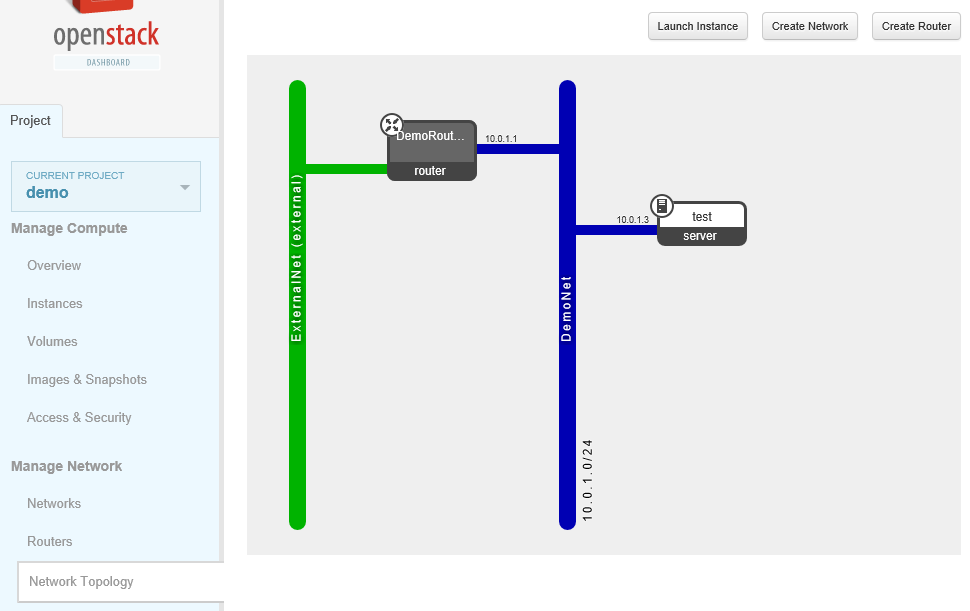 openstack
DASHBOARD
Project
CURRENT PROJECT
demo
Manage Compute
Overview
Instances
Volumes
Images & Snapshots
Access & Security
Manage Network
Networks
Routers
Network Topology
Launch Instance
Create Network
Create Router
ExternalNet (external)
DemoRout...
router
10.0.1.1
DemoNet
10.0.1.0/24
10.0.1.3
test
server